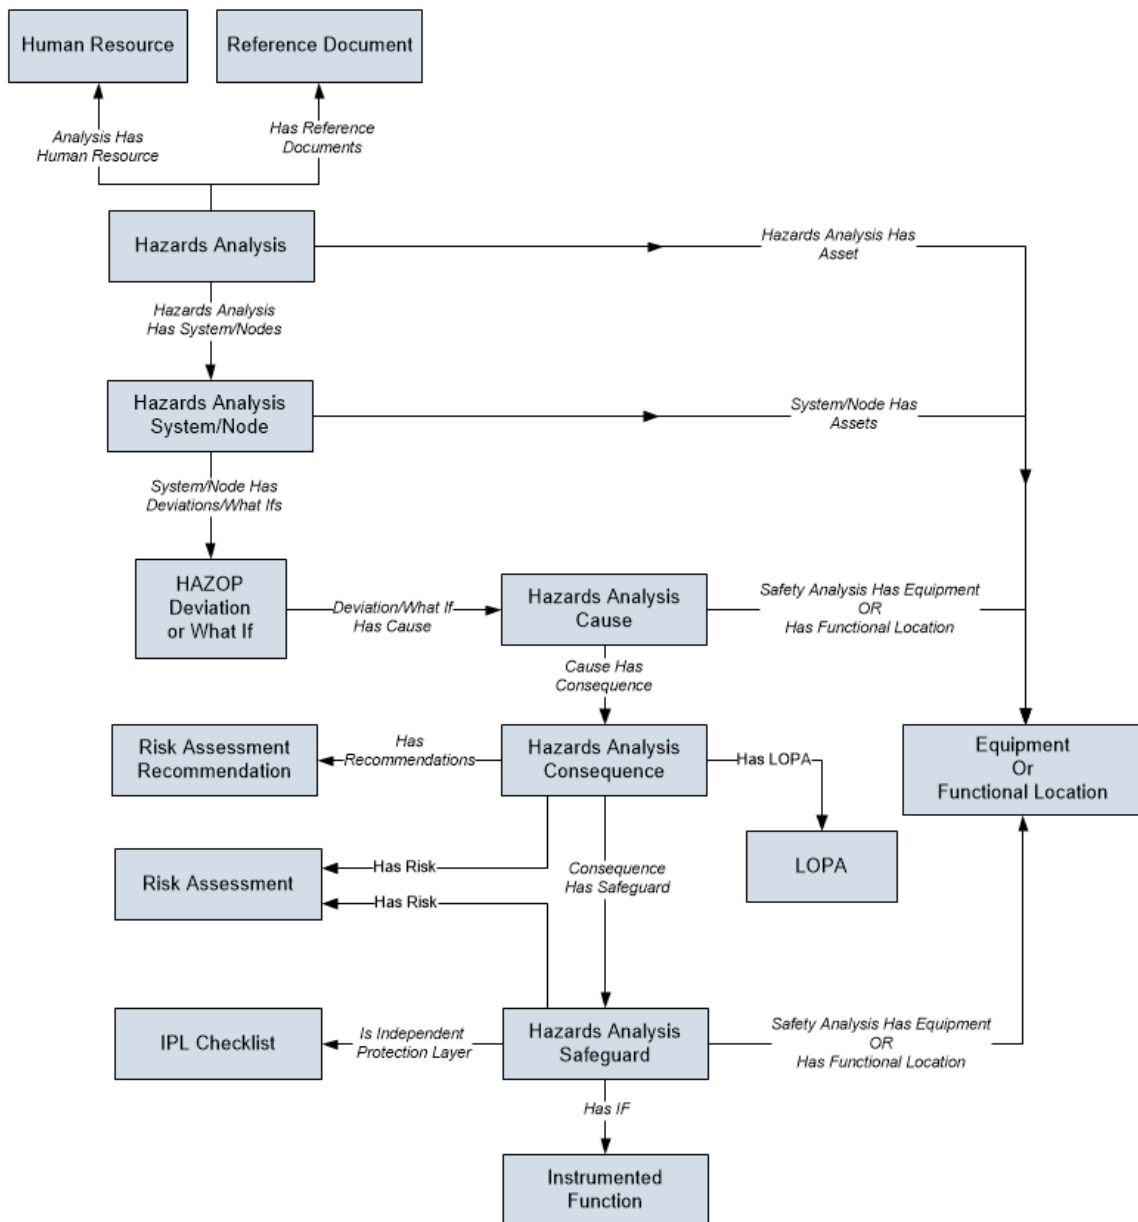 Human Resource
Reference Document
Analysis Has
Human Resource
Has Reference
Documents
Hazards Analysis
Hazards Analysis Has
Asset
Hazards Analysis
Has System/Nodes
Hazards Analysis
System/Node
System/Node Has
Assets
System/Node Has
Deviations/What Ifs
HAZOP
Deviation
or What If
Deviation/What If
Has Cause
Hazards Analysis
Cause
Safety Analysis Has Equipment
OR
Has Functional Location
Cause Has
Consequence
Risk Assessment
Recommendation
Has
Recommendations
Hazards Analysis
Consequence
Has LOPA
Equipment
Or
Functional Location
LOPA
Risk Assessment
Has Risk
Has Risk
Consequence
Has Safeguard
IPL Checklist
Is Independent
Protection Layer
Hazards Analysis
Safeguard
Safety Analysis Has Equipment
OR
Has Functional Location
Has IF
Instrumented
Function